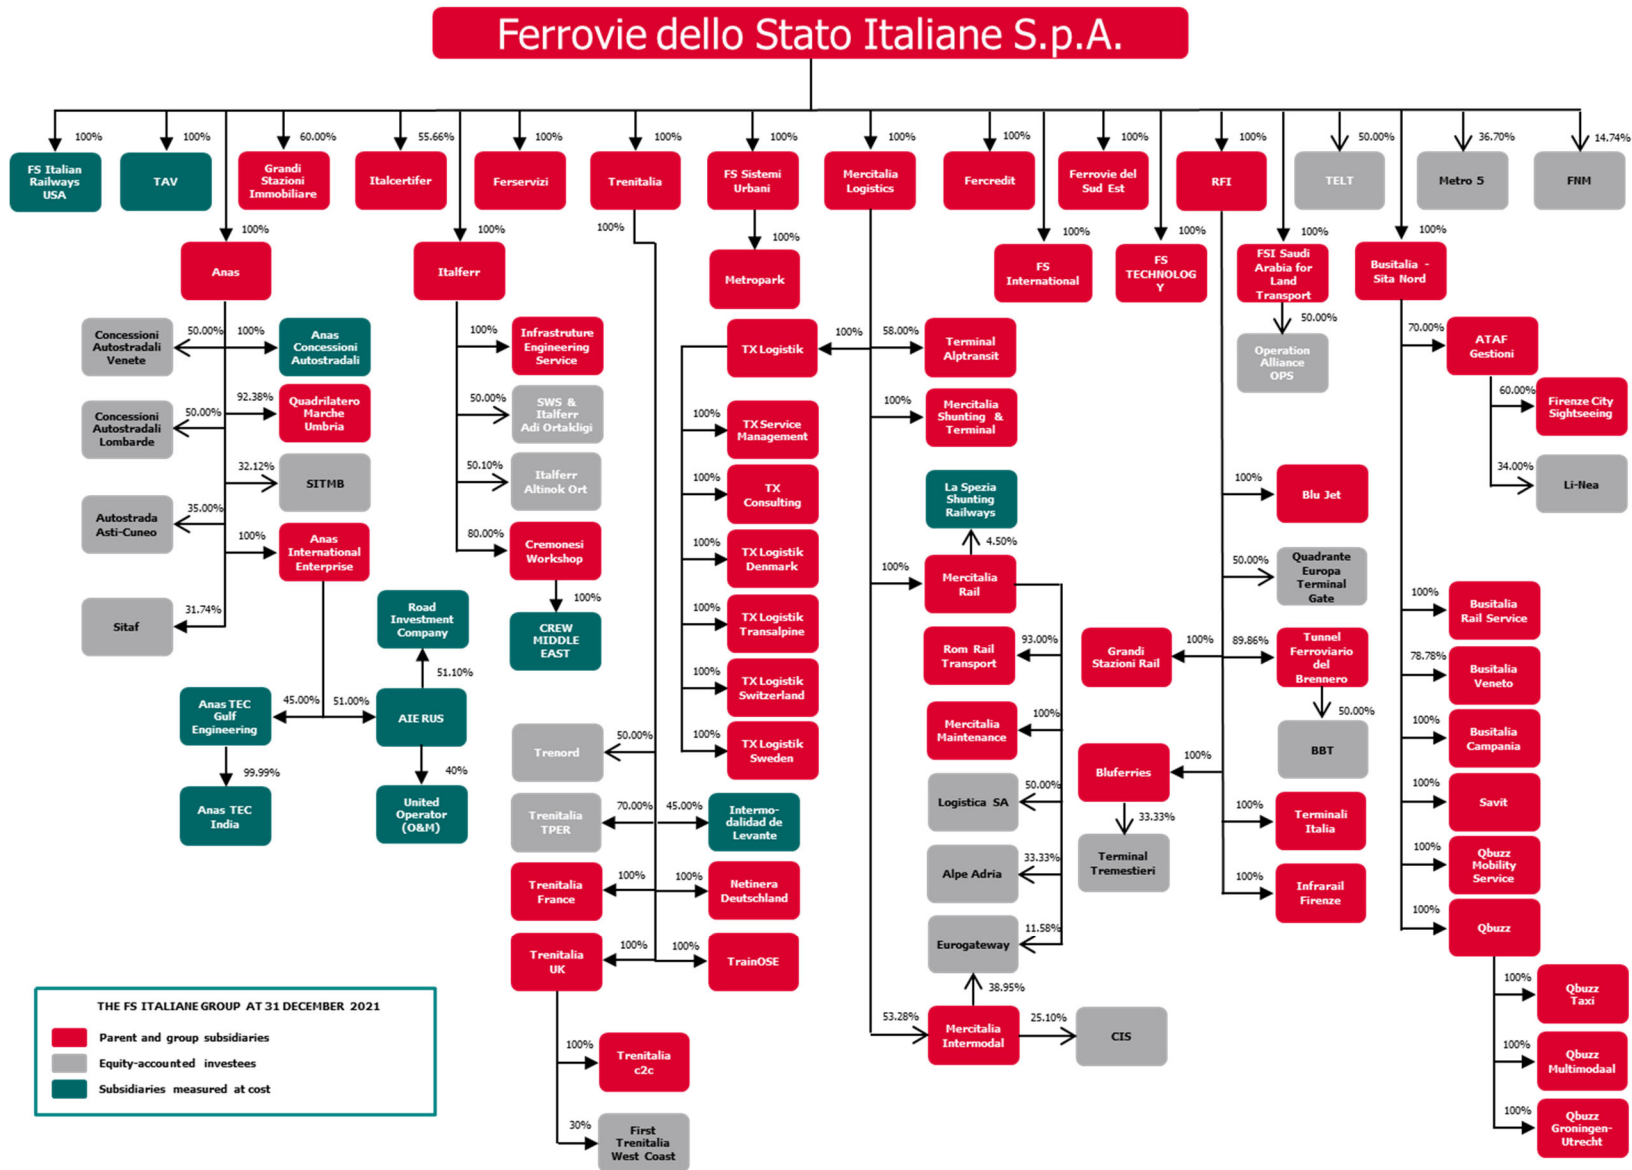 Ferrovie dello Stato Italiane S.p.A.
100%
100%
60.00%
55.66%
100%
100%
100%
100%
100%
100%
100%
50.00%
36.70%
14.74%
FS Italian
Railways
USA
TAV
Grandi
Stazioni
Immobiliare
Italcertifer
Ferservizi
Trenitalia
FS Sistemi
Urbani
Mercitalia
Logistics
Fercredit
Ferrovie del
Sud Est
RFI
TELT
Metro 5
FNM
100%
100%
100%
100%
100%
100%
100%
100%
Anas
Italferr
Metropark
FS
International
FS
TECHNOLOG
Y
FSI Saudi
Arabia for
Land
Transport
Busitalia -
Sita Nord
Concessioni
Autostradali
Venete
50.00%
100%
Anas
Concessioni
Autostradali
92.38%
Quadrilatero
Marche
Umbria
Concessioni
Autostradali
Lombarde
50.00%
32.12%
SITMB
Autostrada
Asti-Cuneo
35.00%
100%
Anas
International
Enterprise
Sitaf
31.74%
Road
Investment
Company
51.10%
Anas TEC
Gulf
Engineering
45.00%
51.00%
AIE RUS
99.99%
40%
Anas TEC
India
United
Operator
(O&M)
100%
Infrastruture
Engineering
Service
50.00%
SWS &
Italferr
Adi Ortakligi
50.10%
Italferr
Altinok Ort
80.00%
Cremonesi
Workshop
100%
CREW
MIDDLE
EAST
Trenord
50.00%
Trenitalia
TPER
70.00%
45.00%
Intermo-
dalidad de
Levante
Trenitalia
France
100%
100%
Netinera
Deutschland
Trenitalia
UK
100%
100%
TrainOSE
100%
Trenitalia
c2c
30%
First
Trenitalia
West Coast
TX Logistik
100%
58.00%
Terminal
Alptransit
100%
TX Service
Management
100%
TX
Consulting
100%
TX Logistik
Denmark
100%
TX Logistik
Transalpine
100%
TX Logistik
Switzerland
100%
TX Logistik
Sweden
100%
Mercitalia
Shunting &
Terminal
La Spezia
Shunting
Railways
4.50%
100%
Mercitalia
Rail
Rom Rail
Transport
93.00%
Mercitalia
Maintenance
100%
Logistica SA
50.00%
Alpe Adria
33.33%
Eurogateway
11.58%
38.95%
53.28%
Mercitalia
Intermodal
25.10%
CIS
50.00%
Operation
Alliance
OPS
100%
Blu Jet
50.00%
Quadrante
Europa
Terminal
Gate
Grandi
Stazioni Rail
100%
89.86%
Tunnel
Ferroviario
del
Brennero
50.00%
BBT
Bluferries
100%
33.33%
Terminal
Tremestieri
100%
Terminali
Italia
100%
Infrarail
Firenze
70.00%
ATAF
Gestioni
60.00%
Firenze City
Sightseeing
34.00%
Li-Nea
100%
Busitalia
Rail Service
78.78%
Busitalia
Veneto
100%
Busitalia
Campania
100%
Savit
100%
Qbuzz
Mobility
Service
100%
Qbuzz
100%
Qbuzz
Taxi
100%
Qbuzz
Multimodaal
100%
Qbuzz
Groningen-
Utrecht
THE FS ITALIANE GROUP AT 31 DECEMBER 2021
Parent and group subsidiaries
Equity-accounted investees
Subsidiaries measured at cost